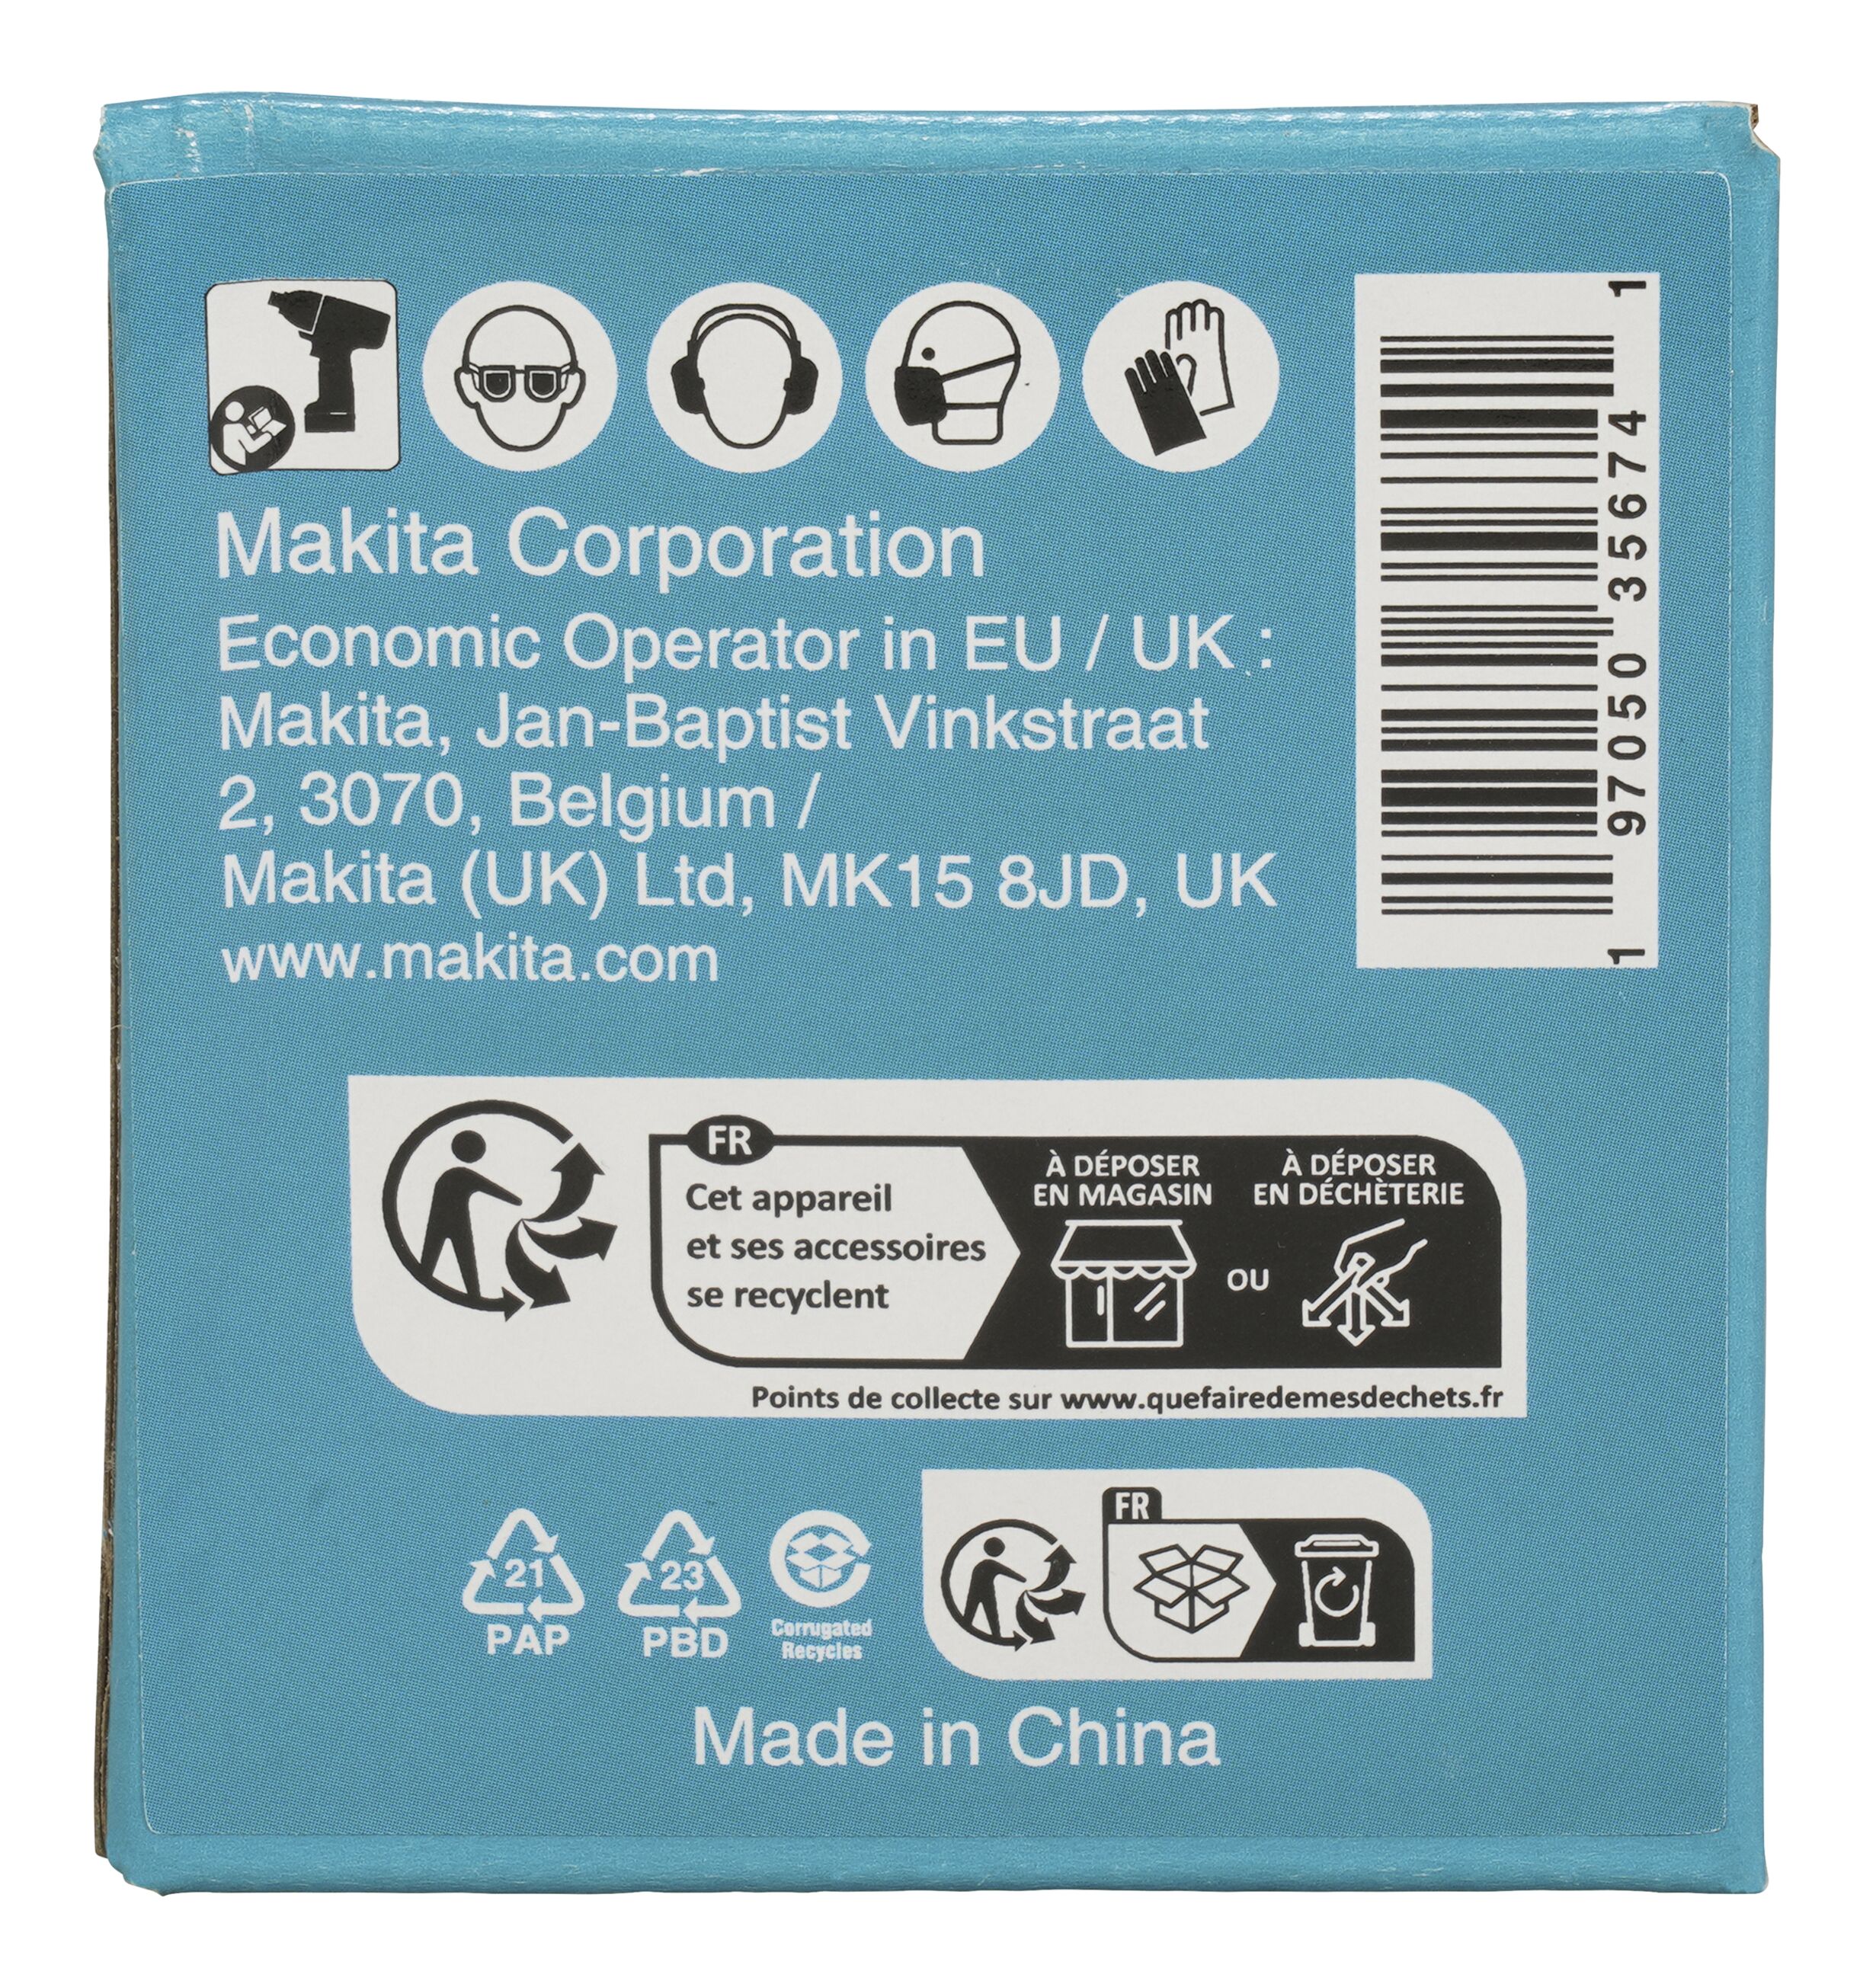 Makita Corporation
Economic Operator in EU / UK :
Makita, Jan-Baptist Vinkstraat
2, 3070, Belgium /
Makita (UK) Ltd, MK15 8JD, UK
www.makita.com
1 97050 35674 1
FR
Cet appareil
et ses accessoires
se recyclent
À DÉPOSER
EN MAGASIN
OU
À DÉPOSER
EN DÉCHÈTERIE
Points de collecte sur www.quefairedemesdechets.fr
21
PAP
23
PBD
Corrugated
Recycles
FR
Made in China